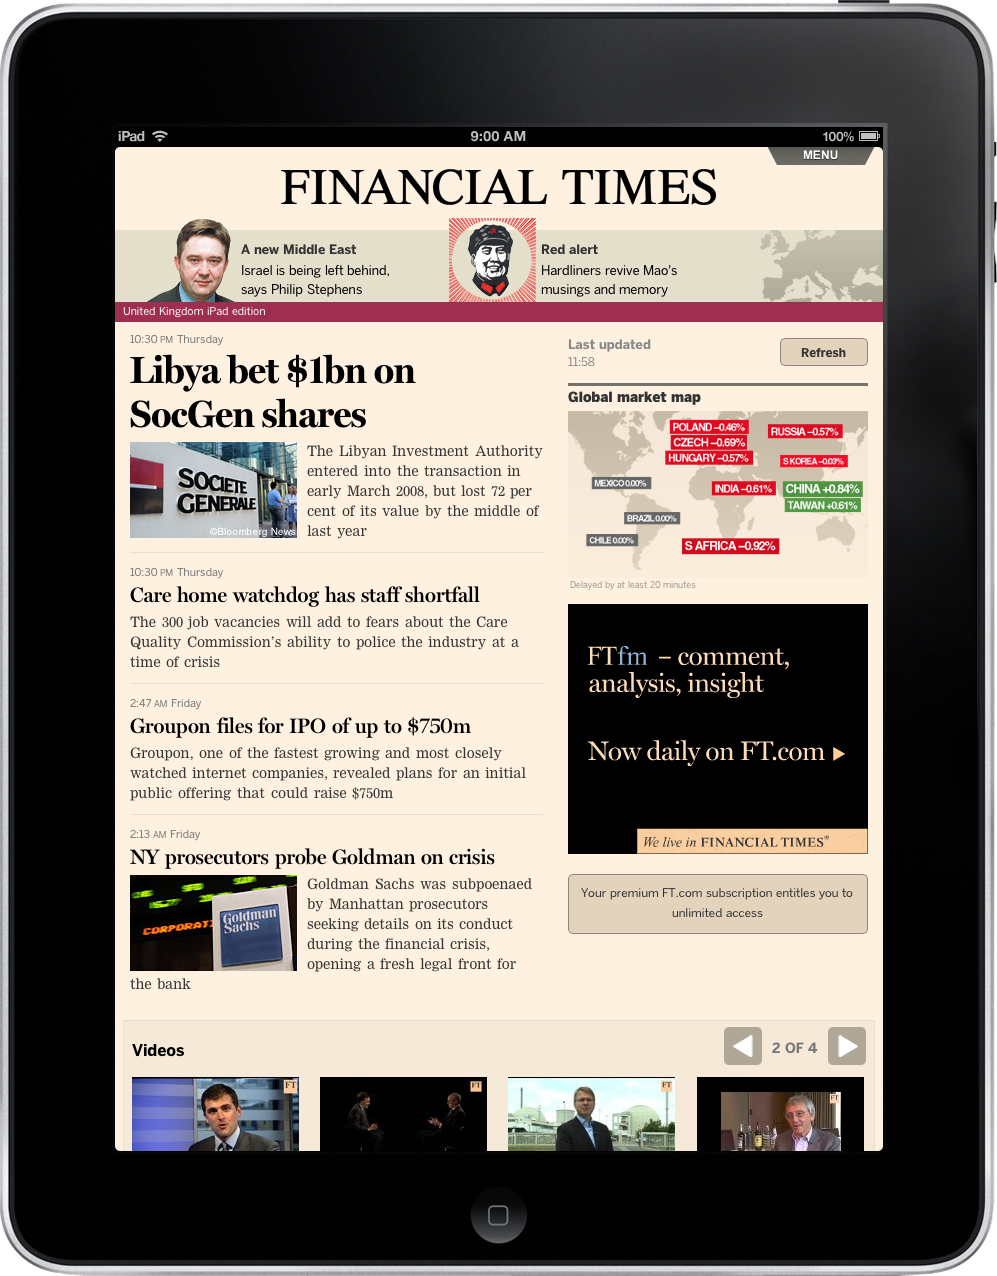 iPad
9:00 AM
100%
MENU
FINANCIAL TIMES
A new Middle East
Israel is being left behind,
says Philip Stephens
Red alert
Hardliners revive Mao's
musings and memory
United Kingdom iPad edition
10:30 PM Thursday
Libya bet $1bn on
SocGen shares
SOCIETE
GENERALE
©Bloomberg News
The Libyan Investment Authority
entered into the transaction in
early March 2008, but lost 72 per
cent of its value by the middle of
last year
10:30 PM Thursday
Care home watchdog has staff shortfall
The 300 job vacancies will add to fears about the Care
Quality Commission's ability to police the industry at a
time of crisis
2:47 AM Friday
Groupon files for IPO of up to $750m
Groupon, one of the fastest growing and most closely
watched internet companies, revealed plans for an initial
public offering that could raise $750m
2:13 AM Friday
NY prosecutors probe Goldman on crisis
CORPORATI
Goldman
Sachs
Goldman Sachs was subpoenaed
by Manhattan prosecutors
seeking details on its conduct
during the financial crisis,
opening a fresh legal front for
the bank
Last updated
11:58
Refresh
Global market map
POLAND –0.46%
CZECH –0.69%
HUNGARY –0.57%
RUSSIA –0.57%
S KOREA –0.03%
MEXICO 0.00%
INDIA –0.61%
CHINA +0.84%
TAIWAN +0.61%
BRAZIL 0.00%
CHILE 0.00%
S AFRICA –0.92%
Delayed by at least 20 minutes
FTfm – comment,
analysis, insight
Now daily on FT.com
We live in FINANCIAL TIMES®
Your premium FT.com subscription entitles you to
unlimited access
Videos
2 OF 4
FT
FT
FT
FT